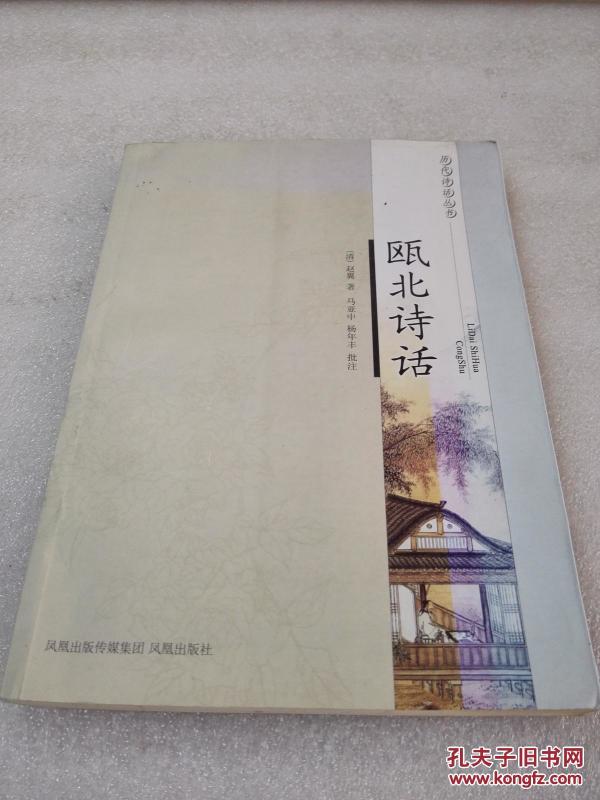 历代诗话丛书
瓯北诗话
LiDai ShiHua
CongShu
[清] 赵翼 著 马亚中 杨年丰 批注
凤凰出版传媒集团 凤凰出版社
孔夫子旧书网
www.kongfz.com